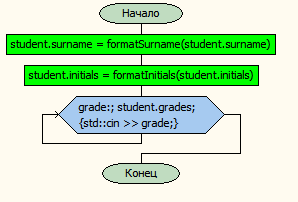 Начало
student.surname = formatSurname(student.surname)
student.initials = formatInitials(student.initials)
grade:; student.grades;
{std::cin >> grade;}
Конец